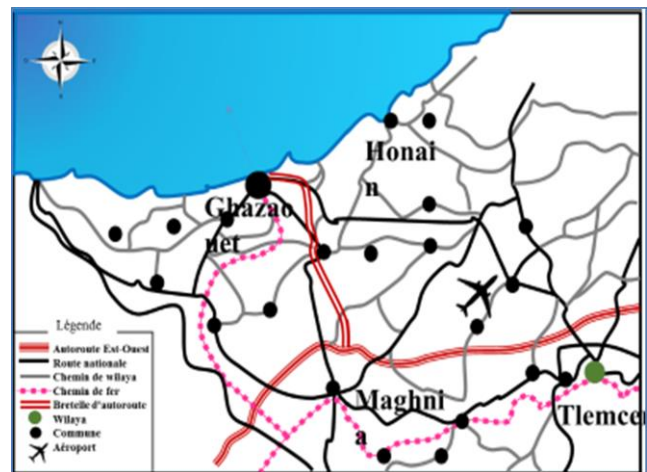 Honai
n
Ghazao
uet
Maghni
a
Tlemcen
Légende
Autoroute Est-Ouest
Route nationale
Chemin de wilaya
Chemin de fer
Bretelle d'autoroute
Wilaya
Commune
Aéroport